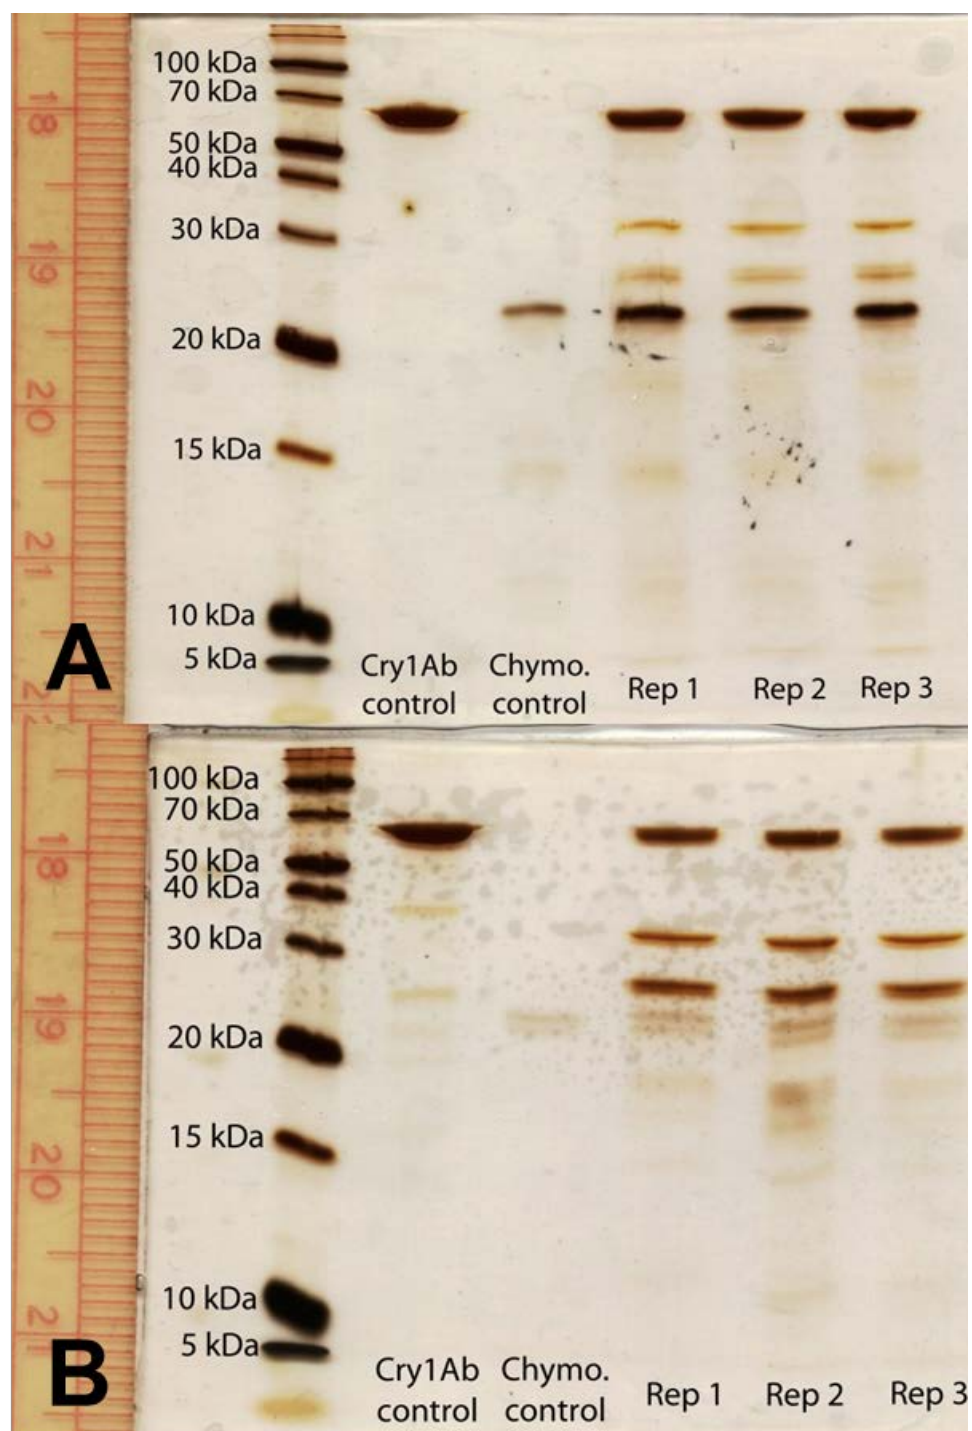 100 kDa
70 kDa
50 kDa
40 kDa
30 kDa
20 kDa
15 kDa
10 kDa
5 kDa
18
19
20
21
22
A
Cry1Ab
control
Chymo.
control
Rep 1
Rep 2
Rep 3
100 kDa
70 kDa
50 kDa
40 kDa
30 kDa
20 kDa
15 kDa
10 kDa
5 kDa
18
19
20
21
B
Cry1Ab
control
Chymo.
control
Rep 1
Rep 2
Rep 3